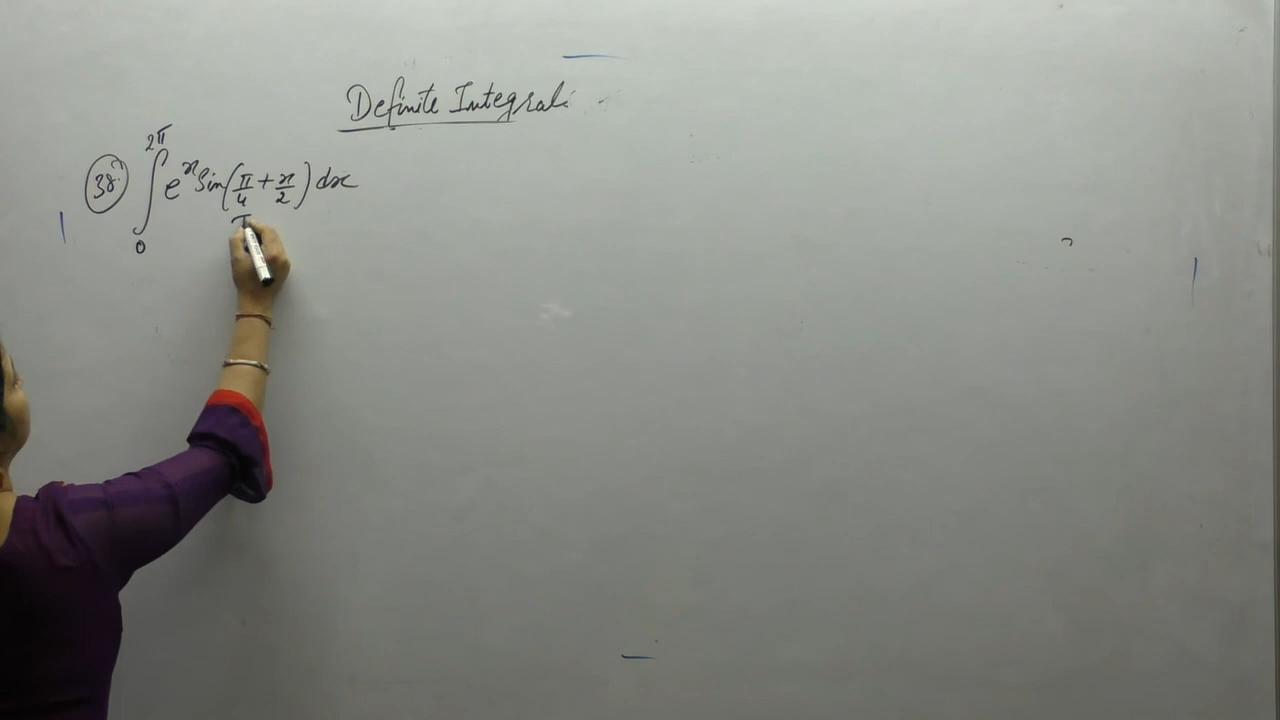 Definite Integrals
38. ∫₀^{2π} e^x Sin(π/4 + x/2) dx